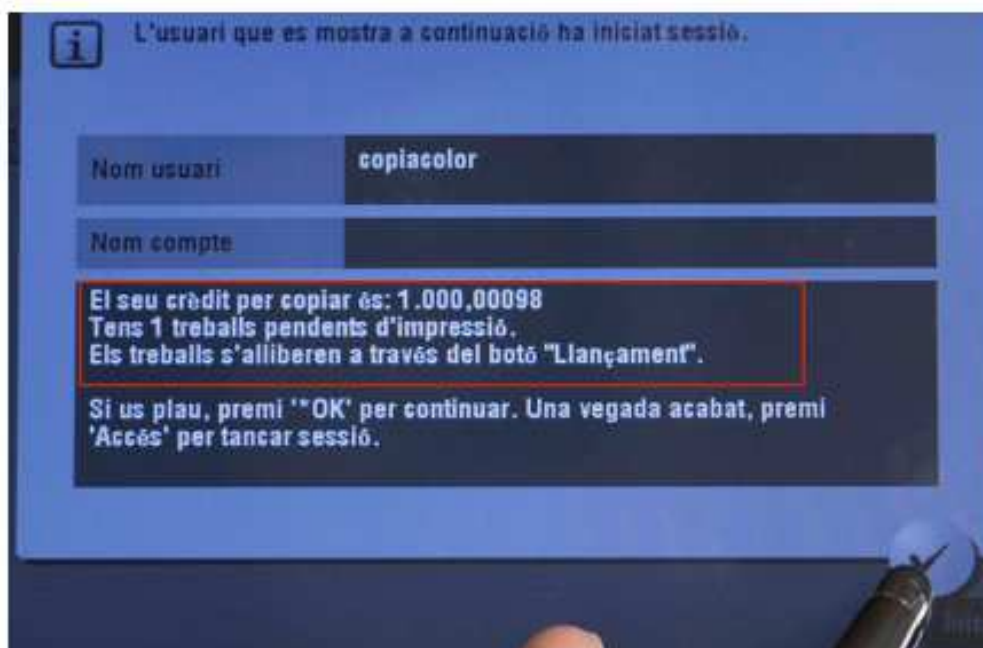 L'usuari que es mostra a continuació ha iniciat sessió.
Nom usuari
copiacolor
Nom compte
El seu crèdit per copiar és: 1.000,00098
Tens 1 treballs pendents d'impressió.
Els treballs s'alliberen a través del botó "Llançament".
Si us plau, premi '"OK' per continuar. Una vegada acabat, premi
'Accés' per tancar sessió.